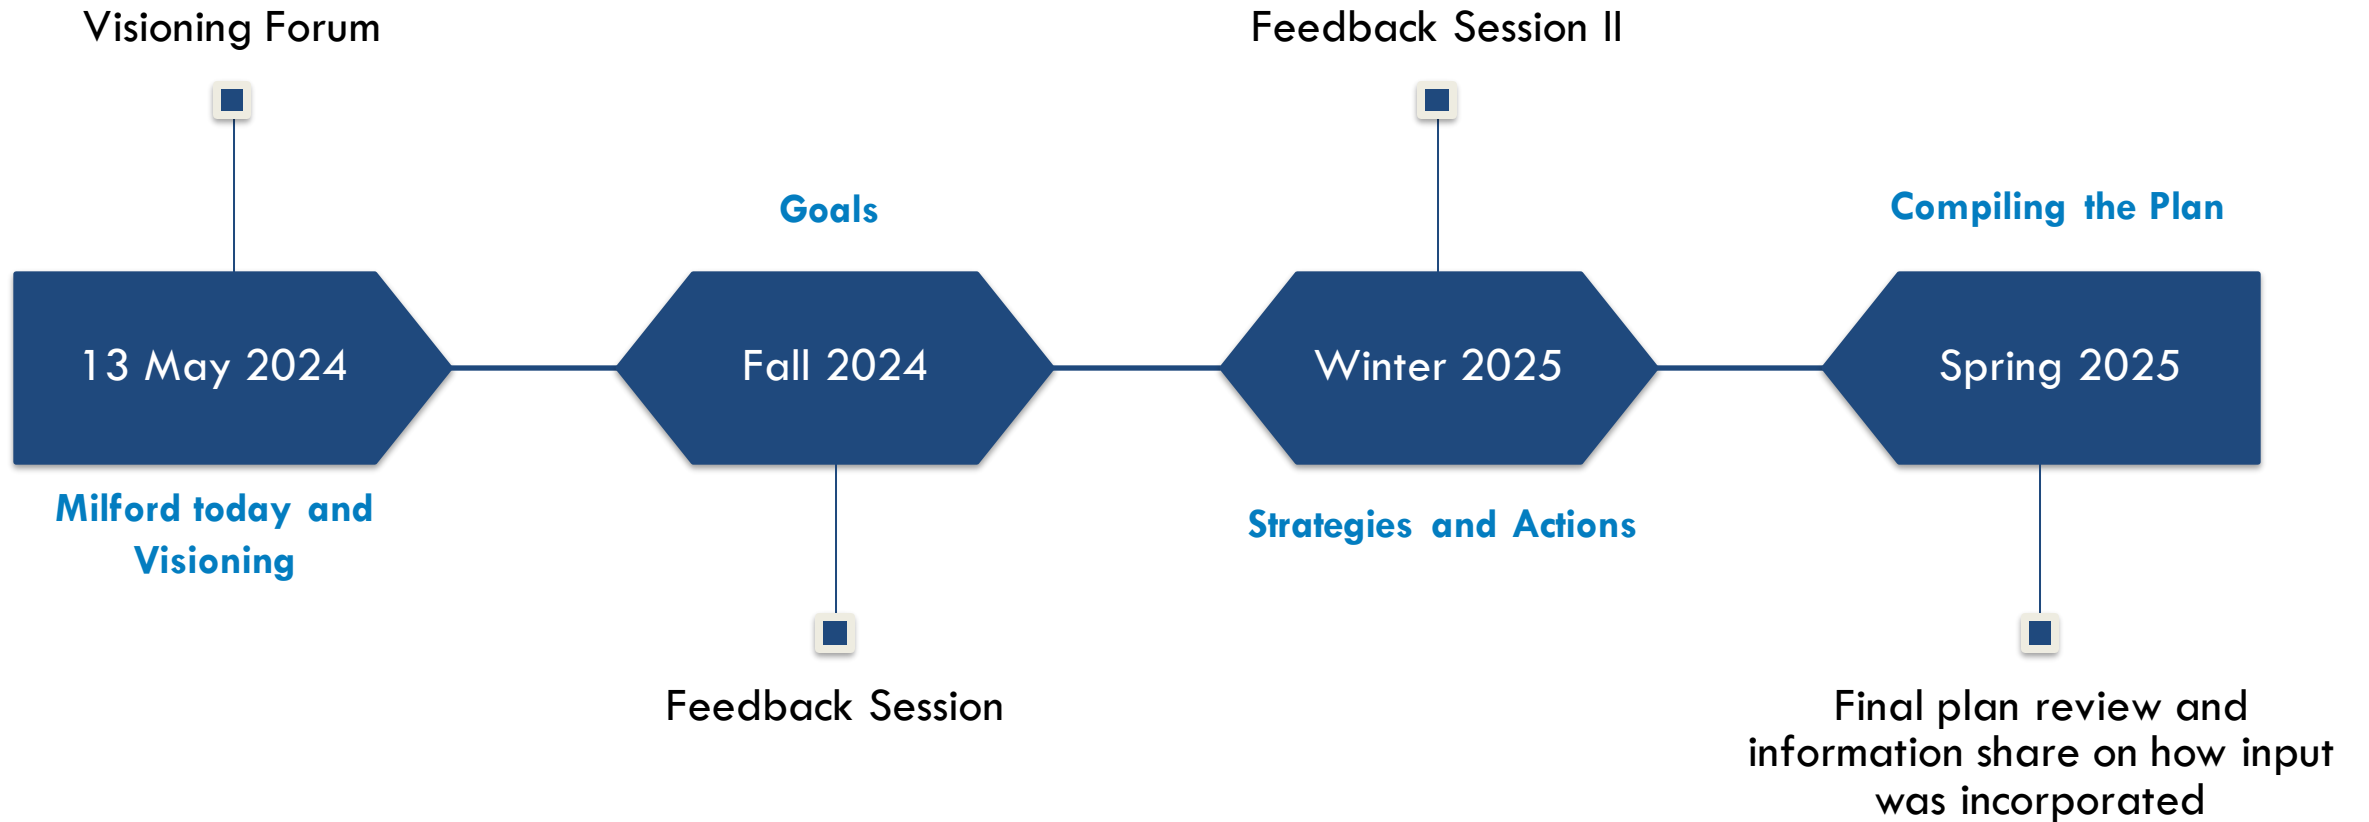 Visioning Forum
Feedback Session II
Goals
Compiling the Plan
13 May 2024
Fall 2024
Winter 2025
Spring 2025
Milford today and
Visioning
Strategies and Actions
Feedback Session
Final plan review and
information share on how input
was incorporated